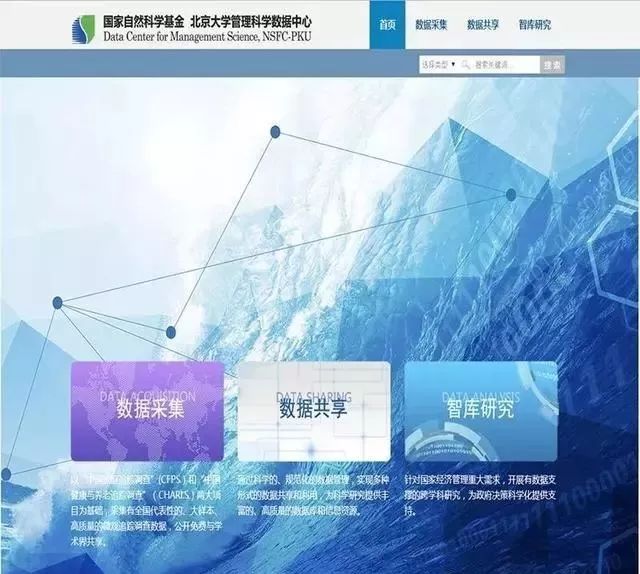 国家自然科学基金 北京大学管理科学数据中心
Data Center for Management Science, NSFC-PKU
首页 数据采集 数据共享 智库研究
选择类型 搜索关键词... 搜 索
DATA ACQUISITION
数据采集
DATA SHARING
数据共享
DATA ANALYSIS
智库研究
以“中国家庭追踪调查”(CFPS)和“中国
健康与养老追踪调查”(CHARLS)两大项
目为基础,采集有全国代表性的、大样本、
高质量的微观追踪调查数据,公开免费与学
术界共享。
通过科学的、规范化的数据管理,实现多种
形式的数据共享和利用,为科学研究提供丰
富的、高质量的数据库和信息资源。
针对国家经济管理重大需求,开展有数据支
撑的跨学科研究,为政府决策科学化提供支
持。